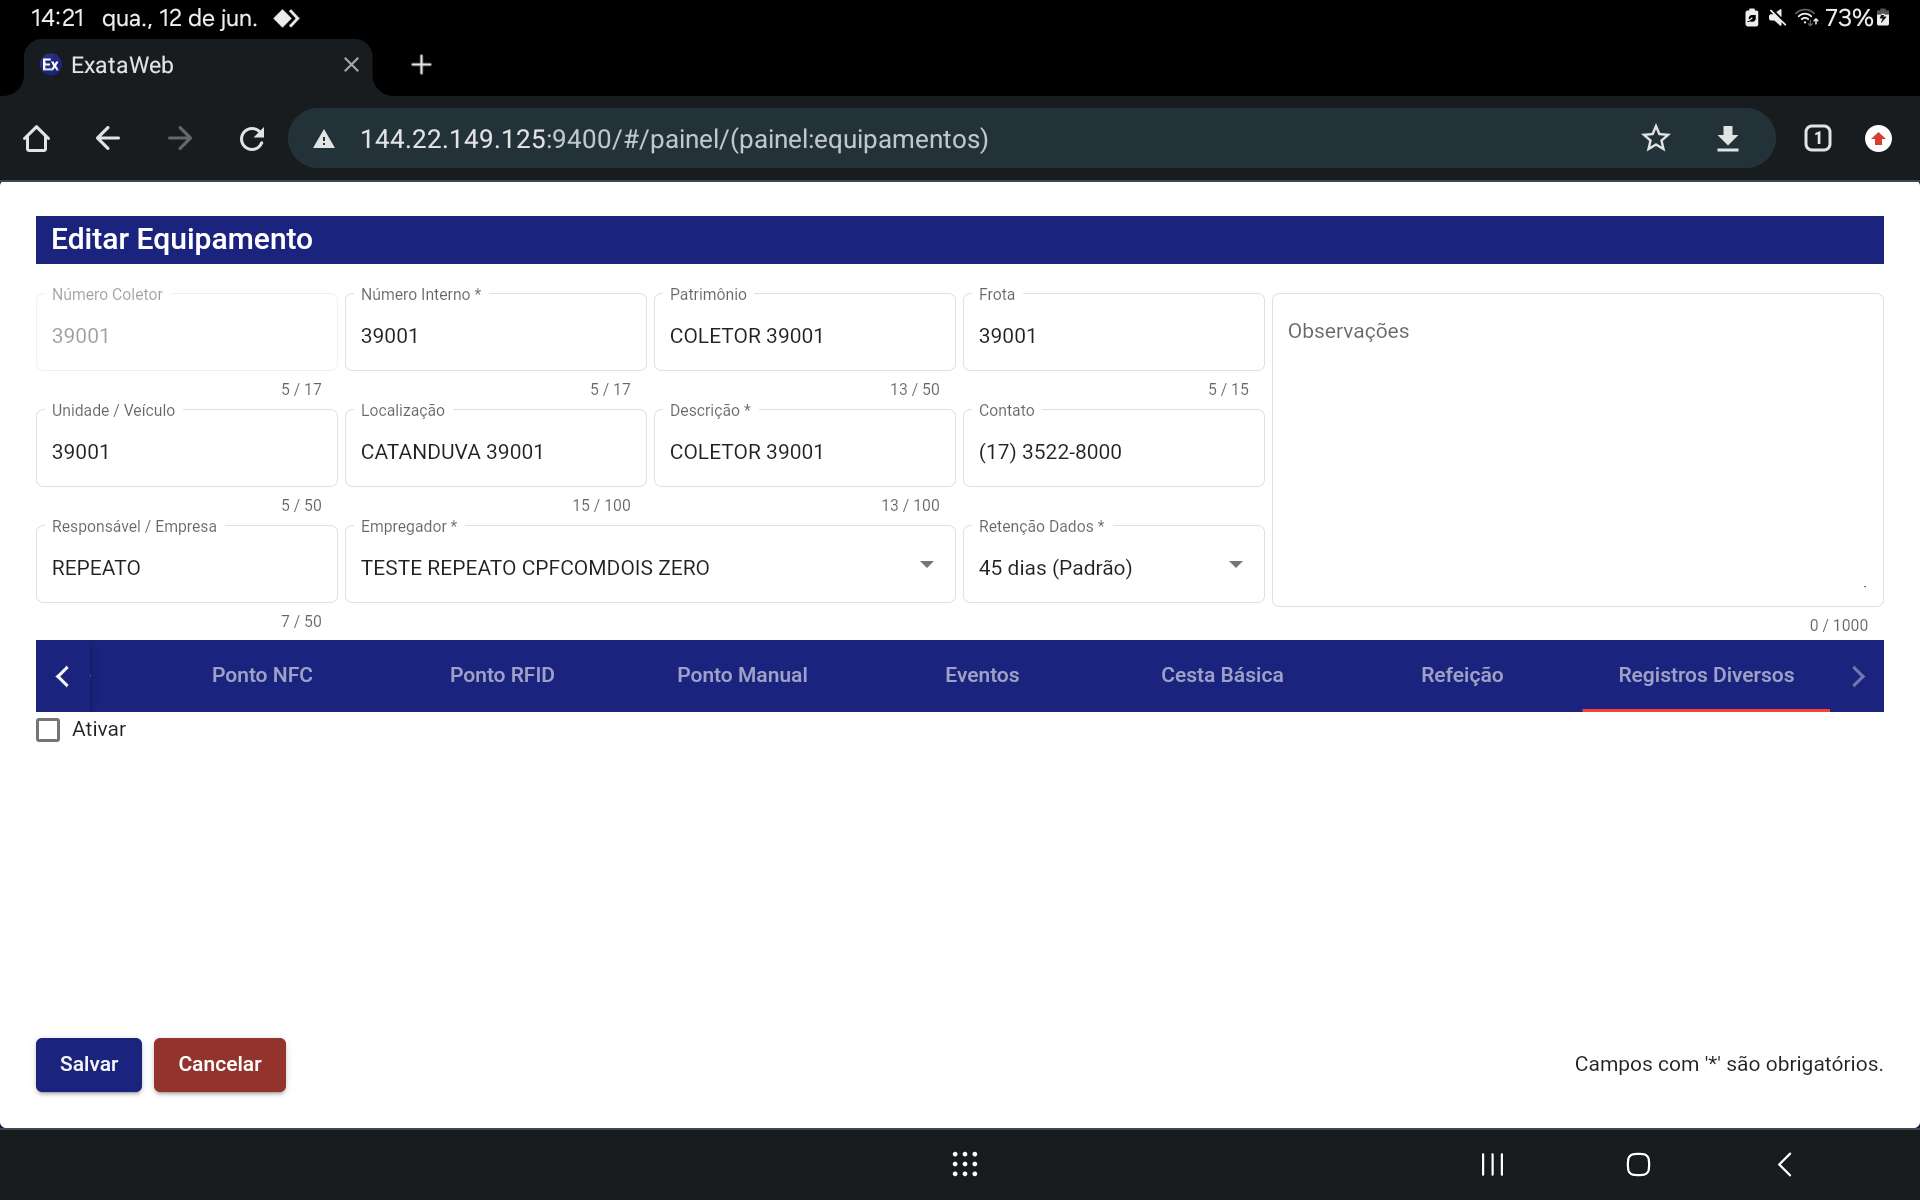 14:21 qua., 12 de jun. 73%
Ex ExataWeb
144.22.149.125:9400/#/painel/(painel:equipamentos) 1
Editar Equipamento
Número Coletor Número Interno * Patrimônio Frota
39001 39001 COLETOR 39001 39001 Observações
5 / 17 5 / 17 13 / 50 5 / 15
Unidade / Veículo Localização Descrição * Contato
39001 CATANDUVA 39001 COLETOR 39001 (17) 3522-8000
5 / 50 15 / 100 13 / 100
Responsável / Empresa Empregador * Retenção Dados *
REPEATO TESTE REPEATO CPFCOMDOIS ZERO 45 dias (Padrão)
7 / 50 0 / 1000
Ponto NFC Ponto RFID Ponto Manual Eventos Cesta Básica Refeição Registros Diversos
Ativar
Salvar Cancelar Campos com '*' são obrigatórios.